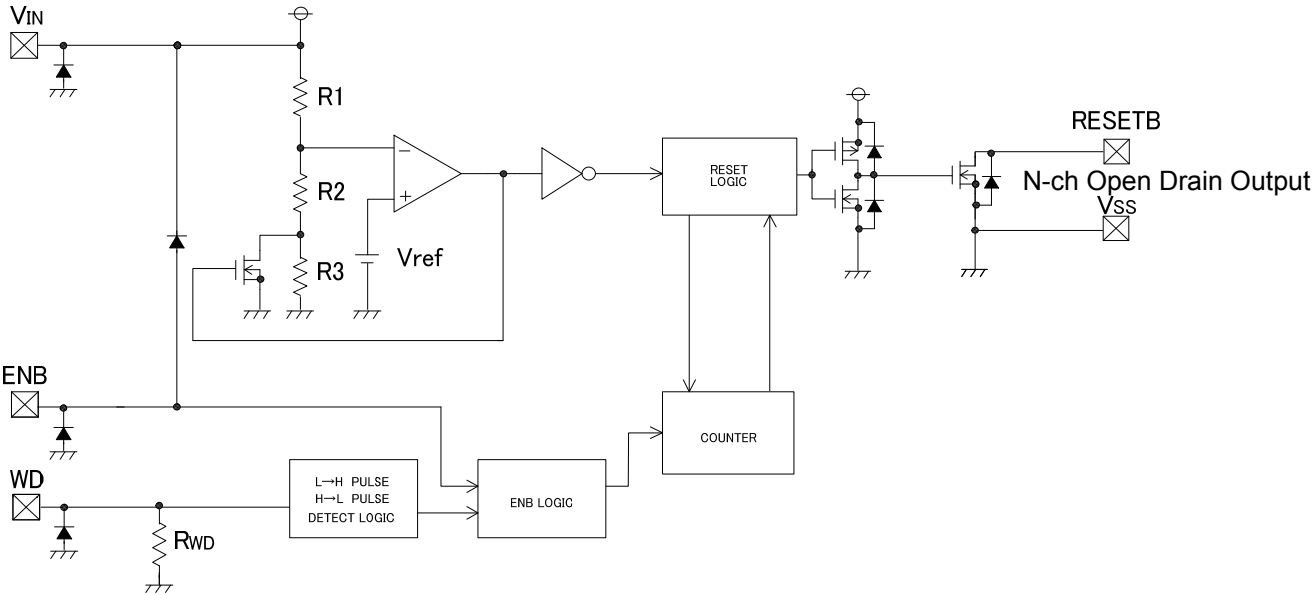 VIN
R1
R2
R3
Vref
RESET
LOGIC
RESETB
N-ch Open Drain Output
VSS
ENB
COUNTER
WD
L→H PULSE
H→L PULSE
DETECT LOGIC
ENB LOGIC
RWD